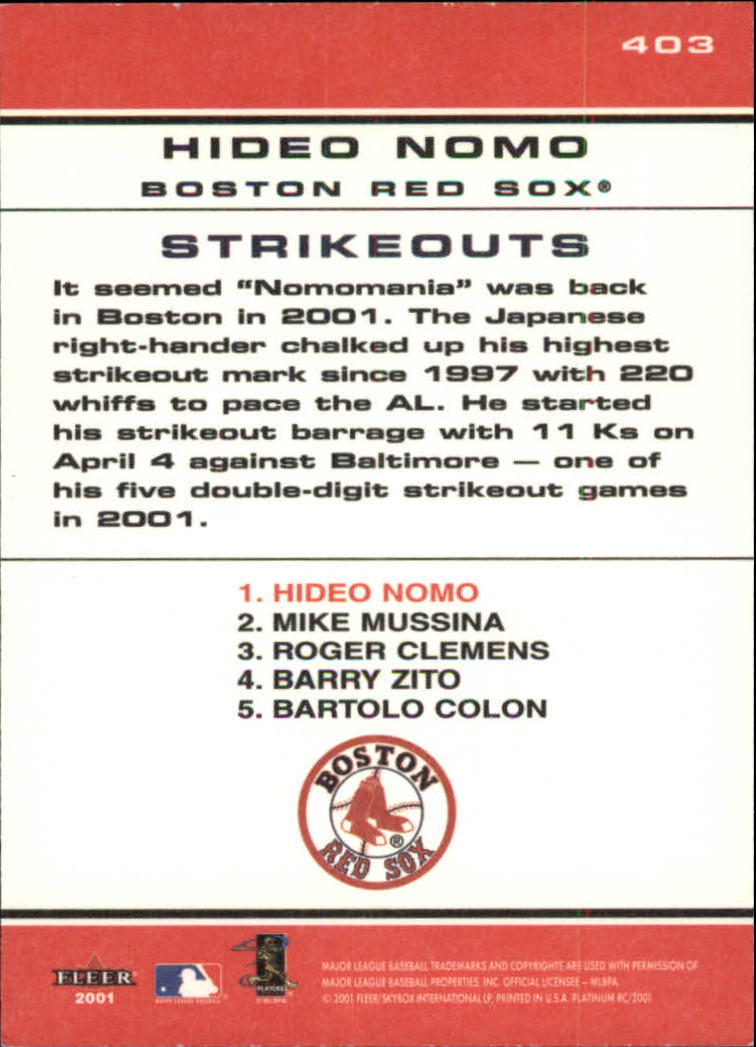 403
HIDEO NOMO
BOSTON RED SOX®
STRIKEOUTS
It seemed "Nomomania" was back
in Boston in 2001. The Japanese
right-hander chalked up his highest
strikeout mark since 1997 with 220
whiffs to pace the AL. He started
his strikeout barrage with 11 Ks on
April 4 against Baltimore — one of
his five double-digit strikeout games
in 2001.
1. HIDEO NOMO
2. MIKE MUSSINA
3. ROGER CLEMENS
4. BARRY ZITO
5. BARTOLO COLON
BOSTON
RED SOX ®
FLEER
2001
MAJOR LEAGUE BASEBALL
PLAYERS
©MLBPA
MAJOR LEAGUE BASEBALL TRADEMARKS AND COPYRIGHTS ARE USED WITH PERMISSION OF
MAJOR LEAGUE BASEBALL PROPERTIES, INC. OFFICIAL LICENSEE – MLBPA
© 2001 FLEER/SKYBOX INTERNATIONAL LP, PRINTED IN U.S.A. PLATINUM RC/2001